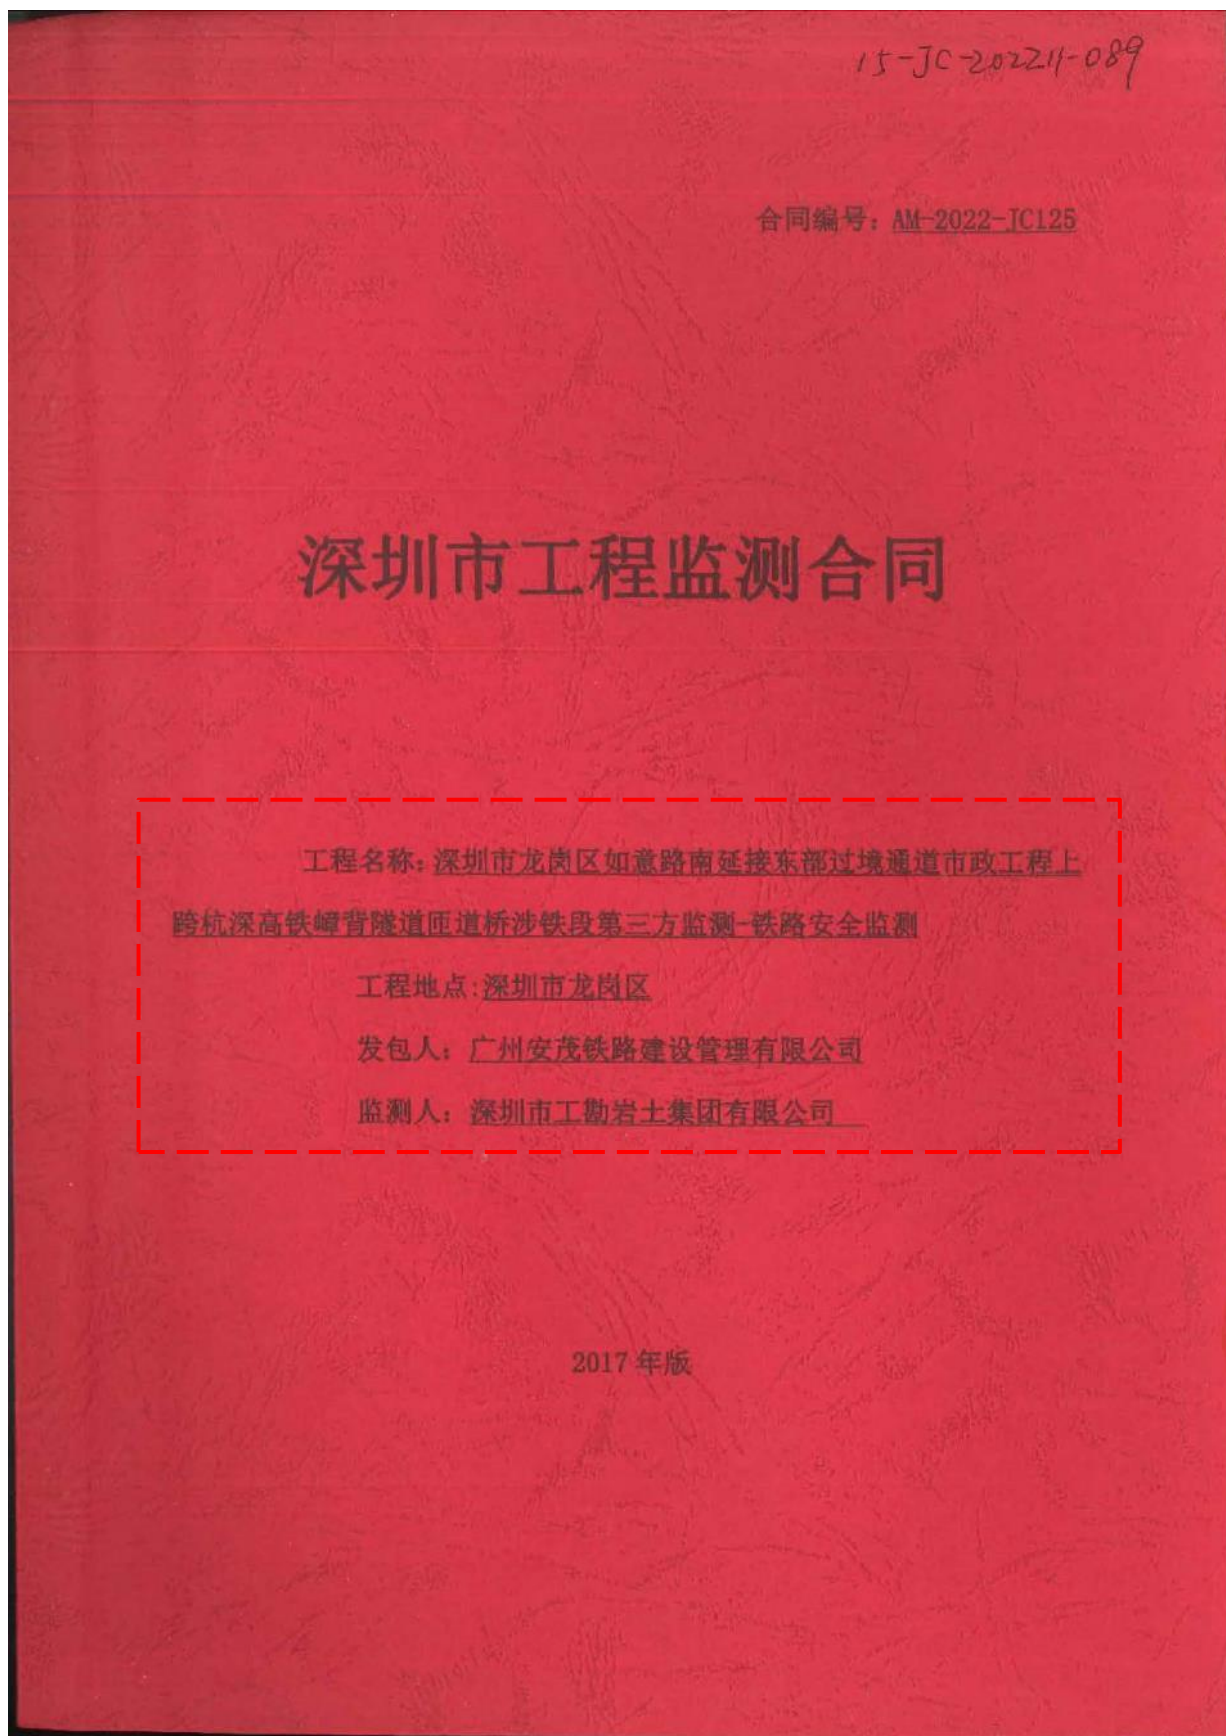 15-JC-202211-089
合同编号：AM-2022-JC125
深圳市工程监测合同
工程名称：深圳市龙岗区如意路南延接东部过境通道市政工程上
跨杭深高铁嶂背隧道匝道桥涉铁段第三方监测-铁路安全监测
工程地点:深圳市龙岗区
发包人：广州安茂铁路建设管理有限公司
监测人：深圳市工勘岩土集团有限公司
2017年版